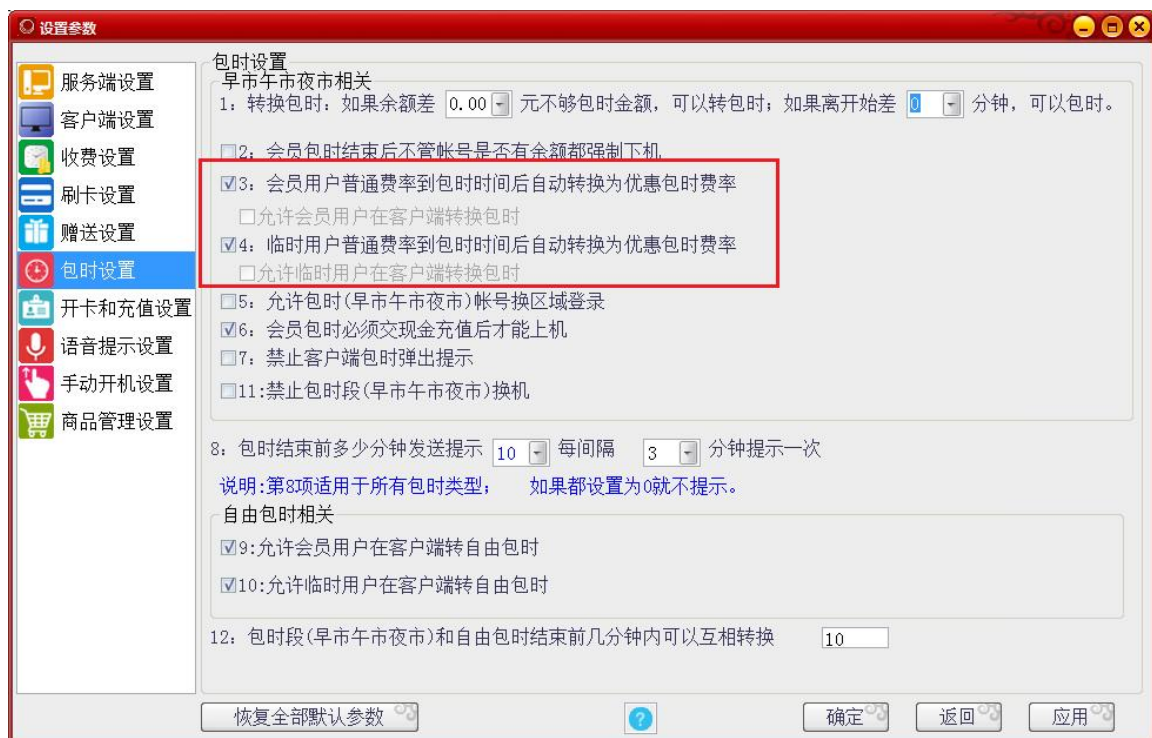 设置参数
服务端设置
客户端设置
收费设置
刷卡设置
赠送设置
包时设置
开卡和充值设置
语音提示设置
手动开机设置
商品管理设置
包时设置
早市午市夜市相关
1: 转换包时: 如果余额差 0.00 元不够包时金额, 可以转包时; 如果离开始差 0 分钟, 可以包时。
2: 会员包时结束后不管帐号是否有余额都强制下机
3: 会员用户普通费率到包时时间后自动转换为优惠包时费率
允许会员用户在客户端转换包时
4: 临时用户普通费率到包时时间后自动转换为优惠包时费率
允许临时用户在客户端转换包时
5: 允许包时(早市午市夜市)帐号换区域登录
6: 会员包时必须交现金充值后才能上机
7: 禁止客户端包时弹出提示
11:禁止包时段(早市午市夜市)换机
8: 包时结束前多少分钟发送提示 10 每间隔 3 分钟提示一次
说明:第8项适用于所有包时类型; 如果都设置为0就不提示。
自由包时相关
9:允许会员用户在客户端转自由包时
10:允许临时用户在客户端转自由包时
12: 包时段(早市午市夜市)和自由包时结束前几分钟内可以互相转换 10
恢复全部默认参数 ? 确定 返回 应用